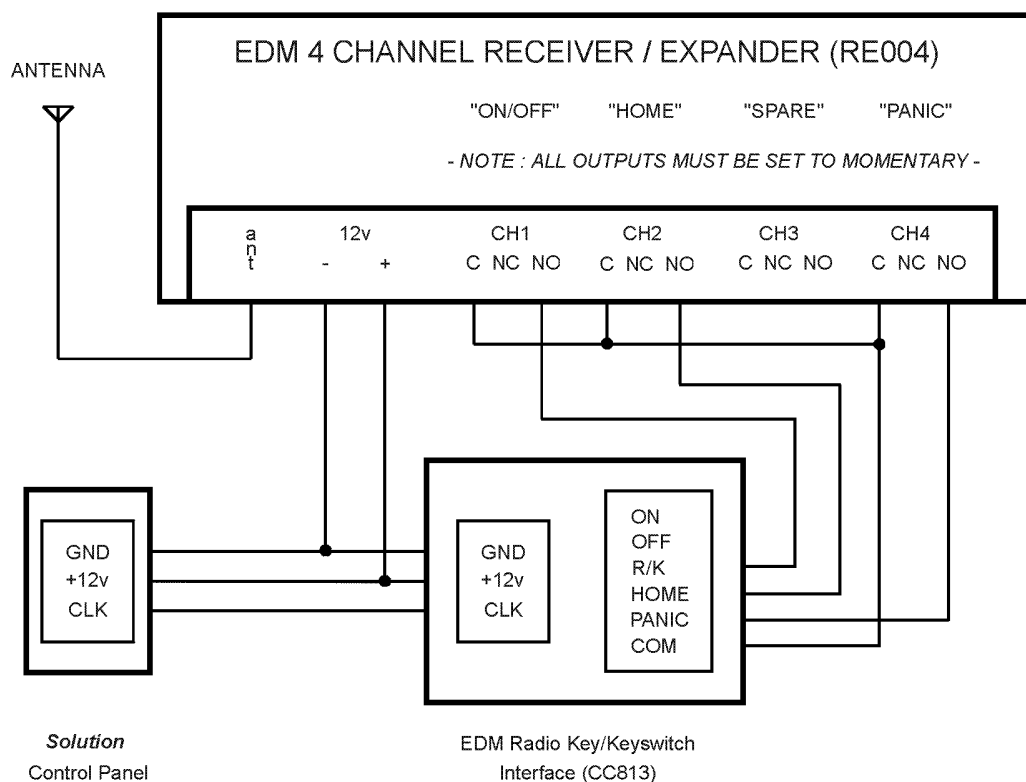 EDM 4 CHANNEL RECEIVER / EXPANDER (RE004)
ANTENNA
"ON/OFF" "HOME" "SPARE" "PANIC"
- NOTE : ALL OUTPUTS MUST BE SET TO MOMENTARY -
ant 12v CH1 CH2 CH3 CH4
- + C NC NO C NC NO C NC NO C NC NO
GND
+12v
CLK
GND
+12v
CLK
ON
OFF
R/K
HOME
PANIC
COM
Solution
Control Panel
EDM Radio Key/Keyswitch
Interface (CC813)